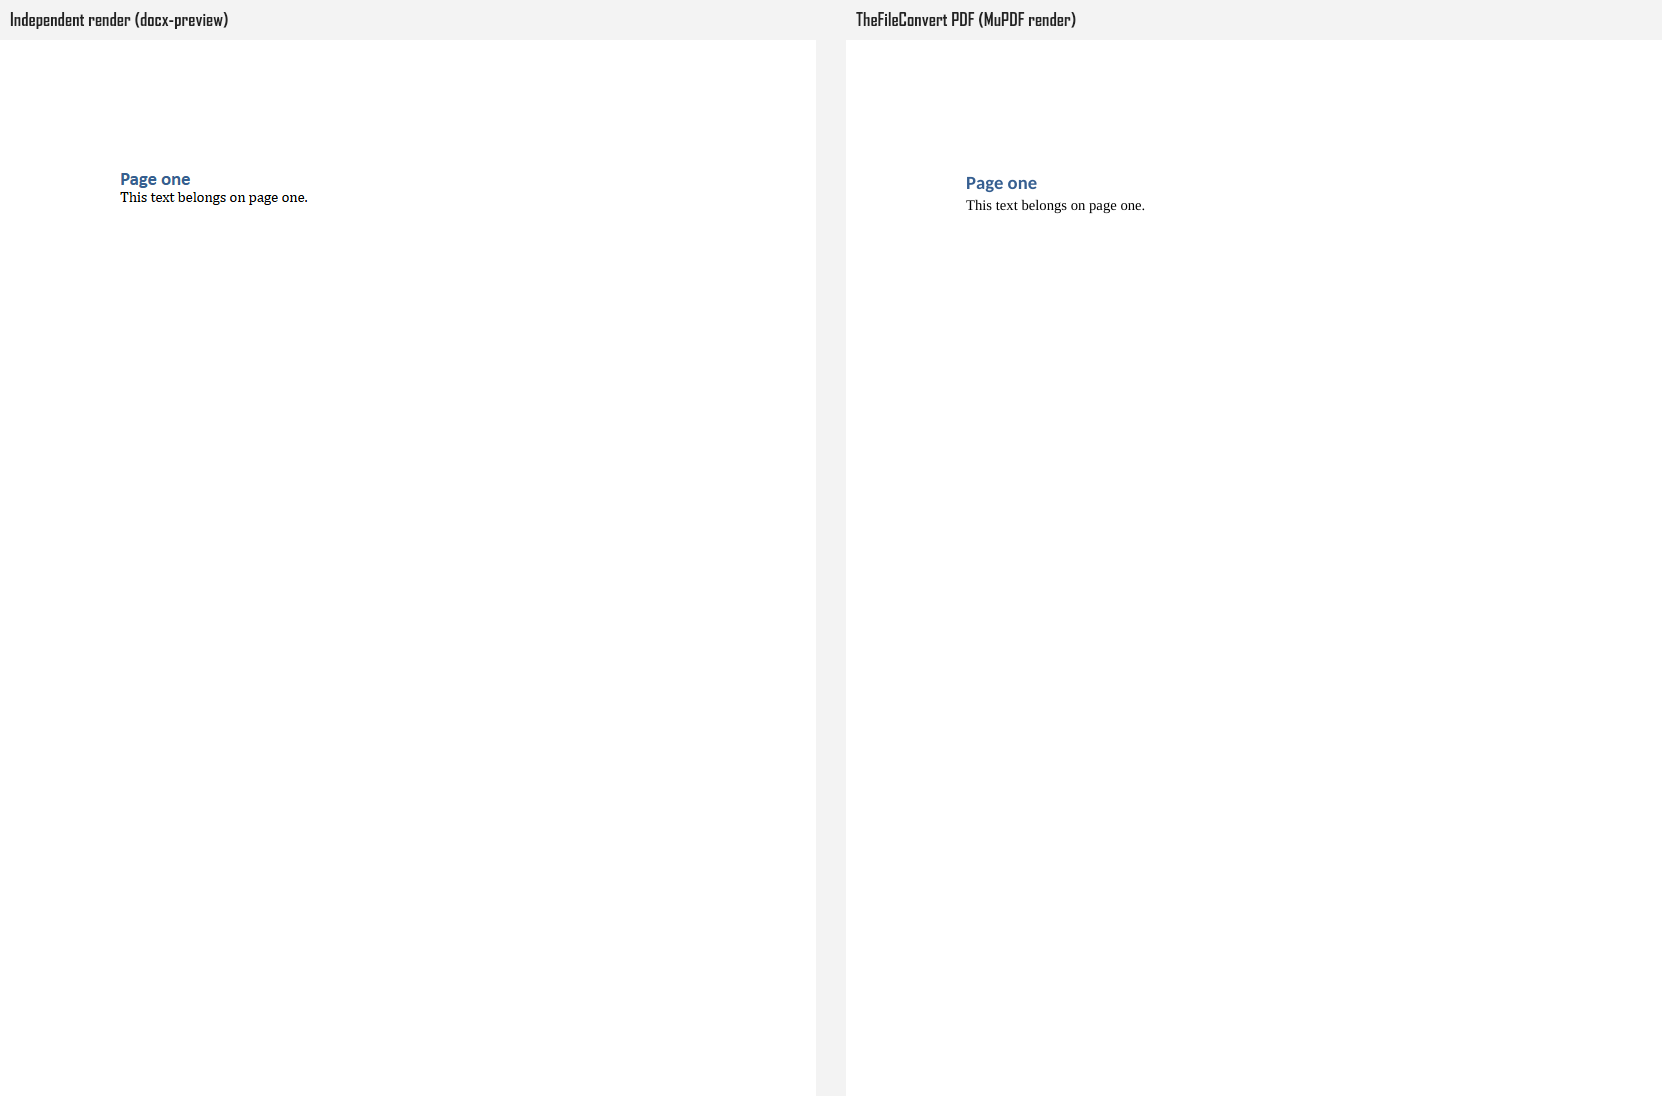 Independent render (docx-preview)
TheFileConvert PDF (MuPDF render)
Page one
This text belongs on page one.
Page one
This text belongs on page one.